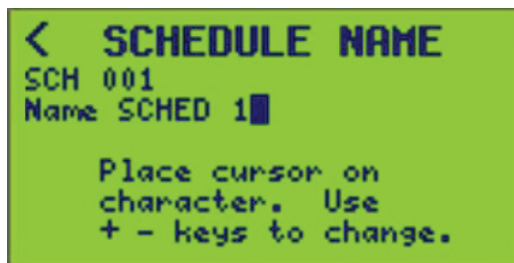 < SCHEDULE NAME
SCH 001
Name SCHED 1
Place cursor on
character. Use
+ - keys to change.